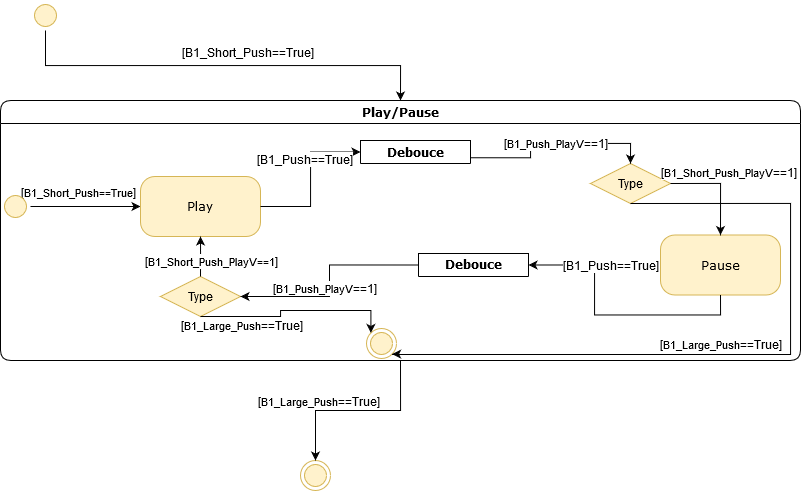 [B1_Short_Push==True]
Play/Pause
[B1_Push_PlayV==1]
Debouce
[B1_Push==True]
Type
[B1_Short_Push_PlayV==1]
[B1_Short_Push==True]
Play
[B1_Short_Push_PlayV==1]
Debouce
[B1_Push==True]
Pause
[B1_Push_PlayV==1]
Type
[B1_Large_Push==True]
[B1_Large_Push==True]
[B1_Large_Push==True]